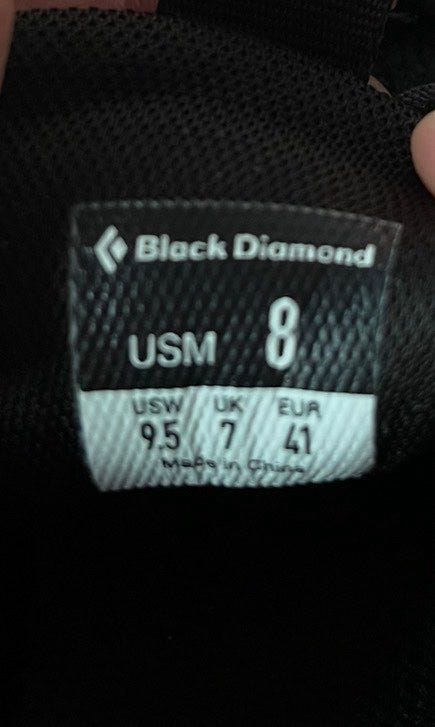 Black Diamond
USM 8
USW UK EUR
9.5 7 41
Made in China